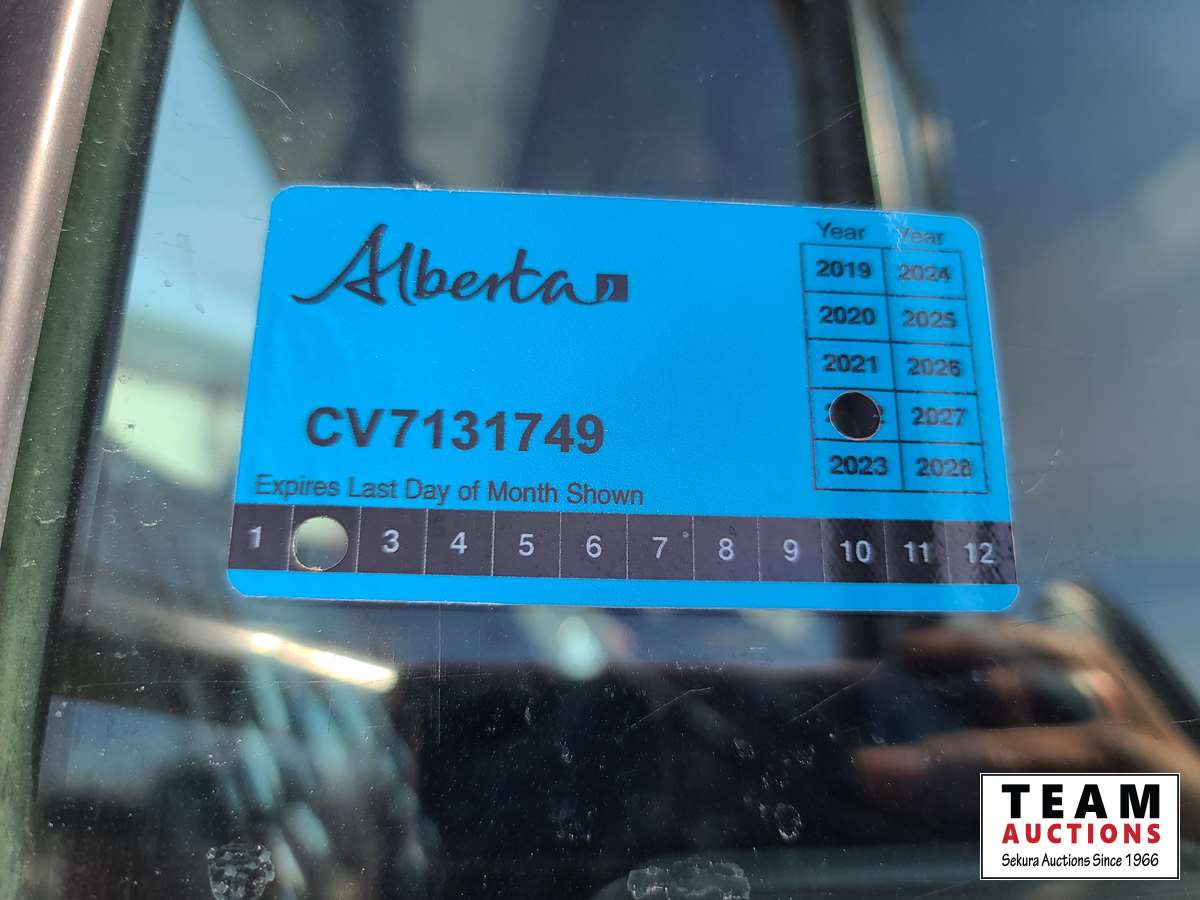 Alberta
Year Year
2019 2024
2020 2025
2021 2026
2027
2023 2028
CV7131749
Expires Last Day of Month Shown
1 3 4 5 6 7 8 9 10 11 12
TEAM
AUCTIONS
Sekura Auctions Since 1966